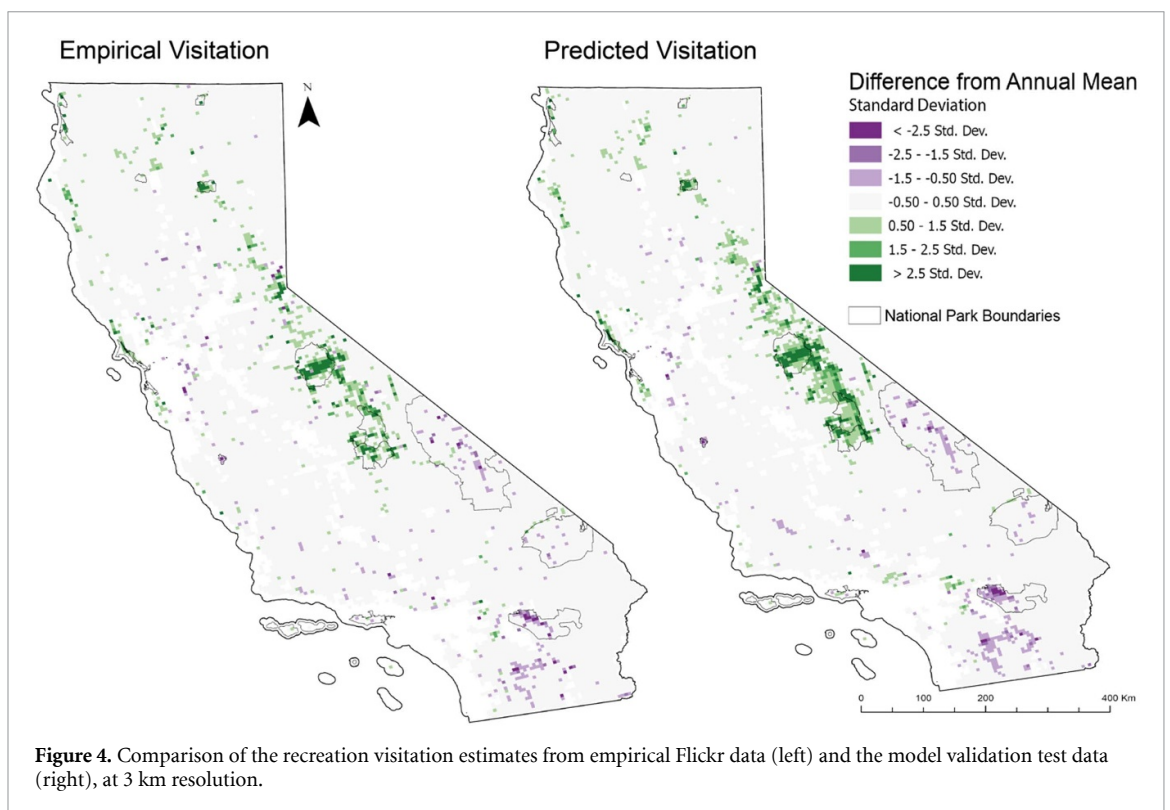 Empirical Visitation
Predicted Visitation
N
Difference from Annual Mean
Standard Deviation
< -2.5 Std. Dev.
-2.5 - -1.5 Std. Dev.
-1.5 - -0.50 Std. Dev.
-0.50 - 0.50 Std. Dev.
0.50 - 1.5 Std. Dev.
1.5 - 2.5 Std. Dev.
> 2.5 Std. Dev.
National Park Boundaries
0 100 200 400 Km
Figure 4. Comparison of the recreation visitation estimates from empirical Flickr data (left) and the model validation test data
(right), at 3 km resolution.